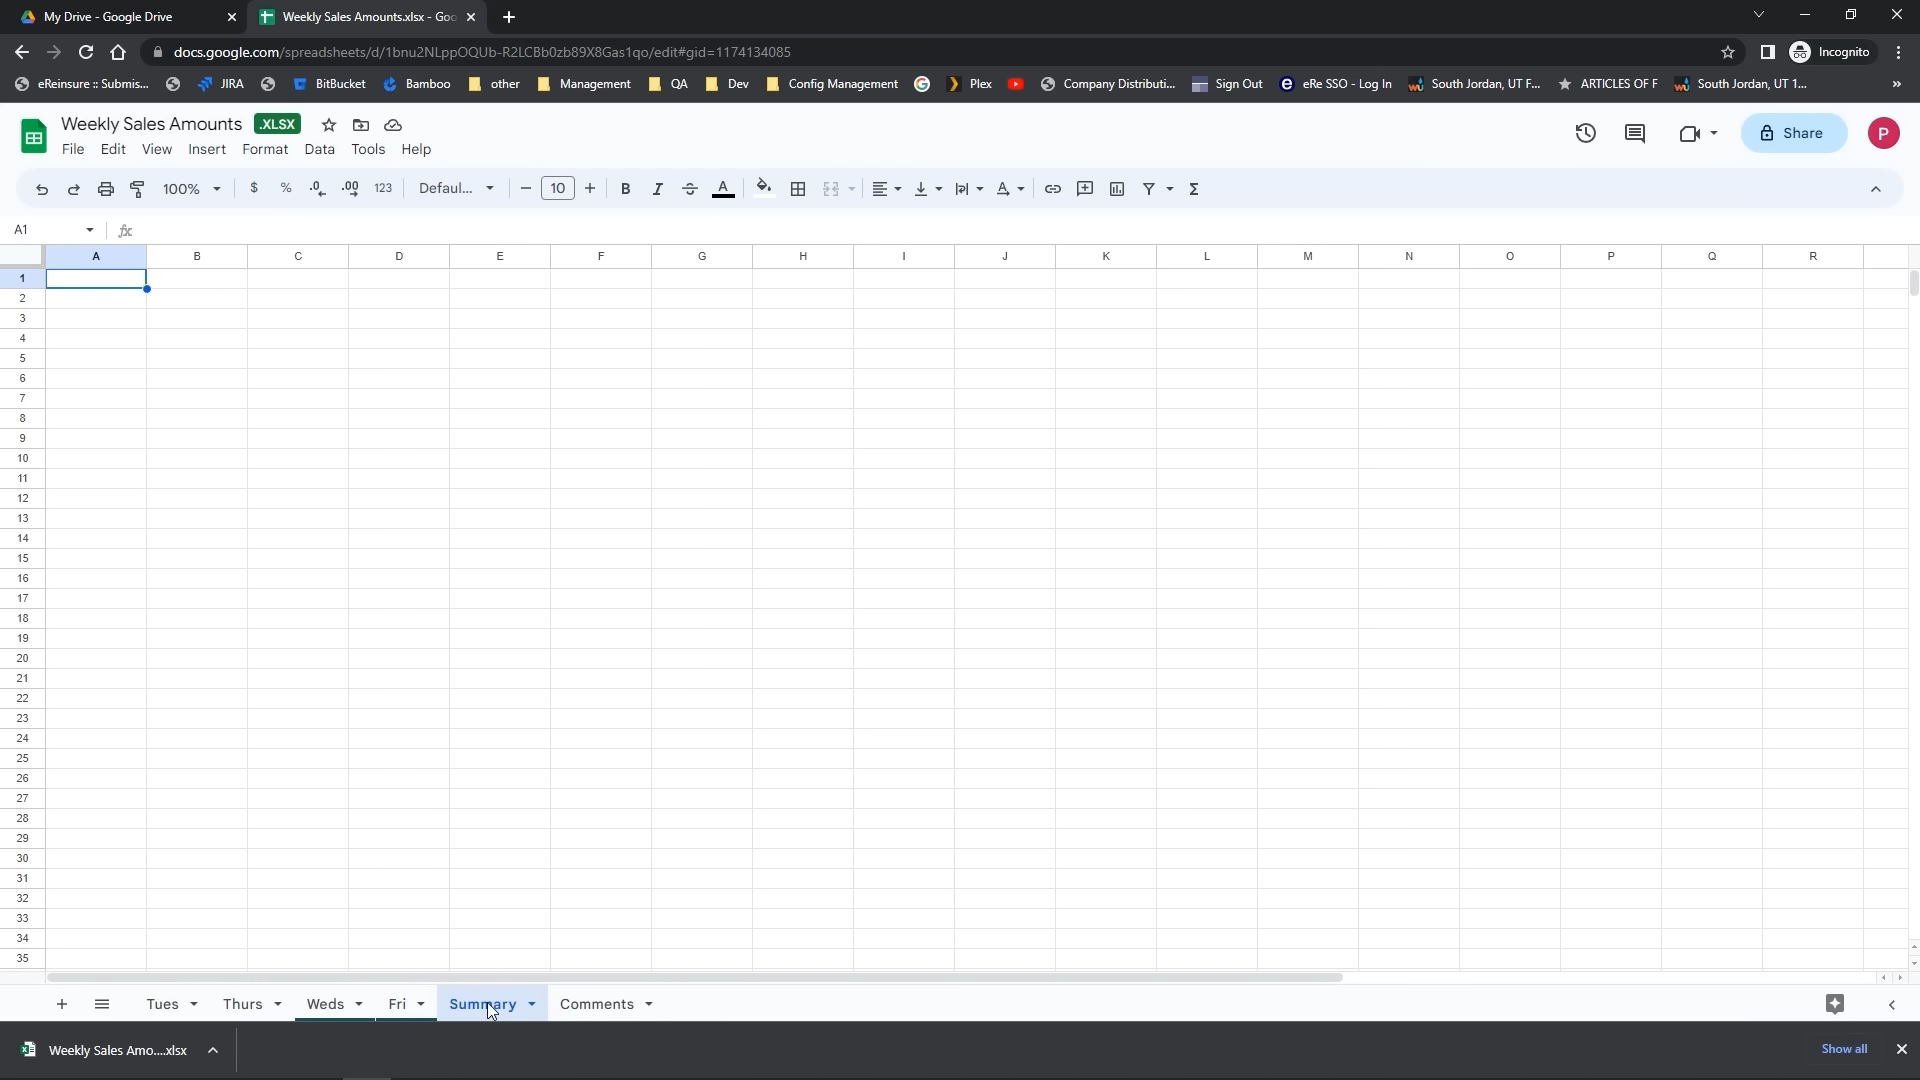 My Drive - Google Drive
Weekly Sales Amounts.xlsx - Goo
docs.google.com/spreadsheets/d/1bnu2NLppOQUb-R2LCBb0zb89X8Gas1qo/edit#gid=1174134085
Incognito
eReinsure :: Submis...
JIRA
BitBucket
Bamboo
other
Management
QA
Dev
Config Management
Plex
Company Distributi...
Sign Out
eRe SSO - Log In
South Jordan, UT F...
ARTICLES OF F
South Jordan, UT 1...
»
Weekly Sales Amounts .XLSX
File Edit View Insert Format Data Tools Help
Share
P
100% $ % .0 .00 123 Defaul... − 10 + B I S A Σ
A1
fx
A B C D E F G H I J K L M N O P Q R
1
2
3
4
5
6
7
8
9
10
11
12
13
14
15
16
17
18
19
20
21
22
23
24
25
26
27
28
29
30
31
32
33
34
35
Tues Thurs Weds Fri Summary Comments
Weekly Sales Amo....xlsx
Show all